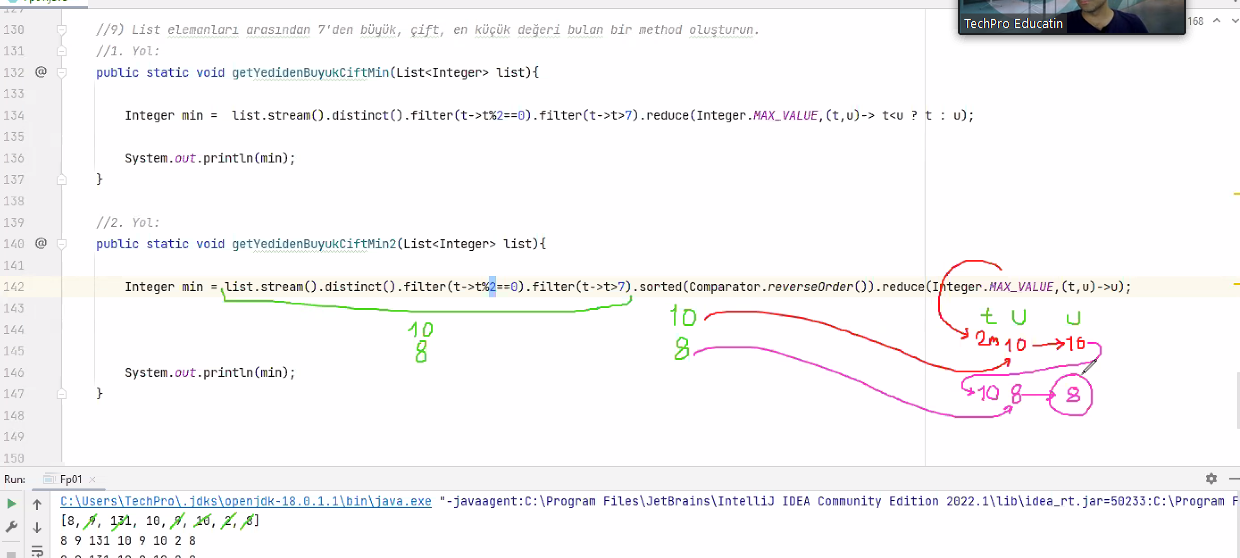 TechPro Educatin
168
130 //9) List elemanları arasından 7'den büyük, çift, en küçük değeri bulan bir method oluşturun.
131 //1. Yol:
132 @ public static void getYedidenBuyukCiftMin(List<Integer> list){
133
134 Integer min =  list.stream().distinct().filter(t->t%2==0).filter(t->t>7).reduce(Integer.MAX_VALUE,(t,u)-> t<u ? t : u);
135
136 System.out.println(min);
137 }
138
139 //2. Yol:
140 @ public static void getYedidenBuyukCiftMin2(List<Integer> list){
141
142 Integer min = list.stream().distinct().filter(t->t%2==0).filter(t->t>7).sorted(Comparator.reverseOrder()).reduce(Integer.MAX_VALUE,(t,u)->u);
143 10 t u u
144 10 8 2m 10 10
145 8
146 System.out.println(min);
147 } 10 8 8
148
149
150
Run: Fp01
C:\Users\TechPro\.jdks\openjdk-18.0.1.1\bin\java.exe "-javaagent:C:\Program Files\JetBrains\IntelliJ IDEA Community Edition 2022.1\lib\idea_rt.jar=50233:C:\Program F
[8, 9, 131, 10, 9, 10, 2, 8]
8 9 131 10 9 10 2 8